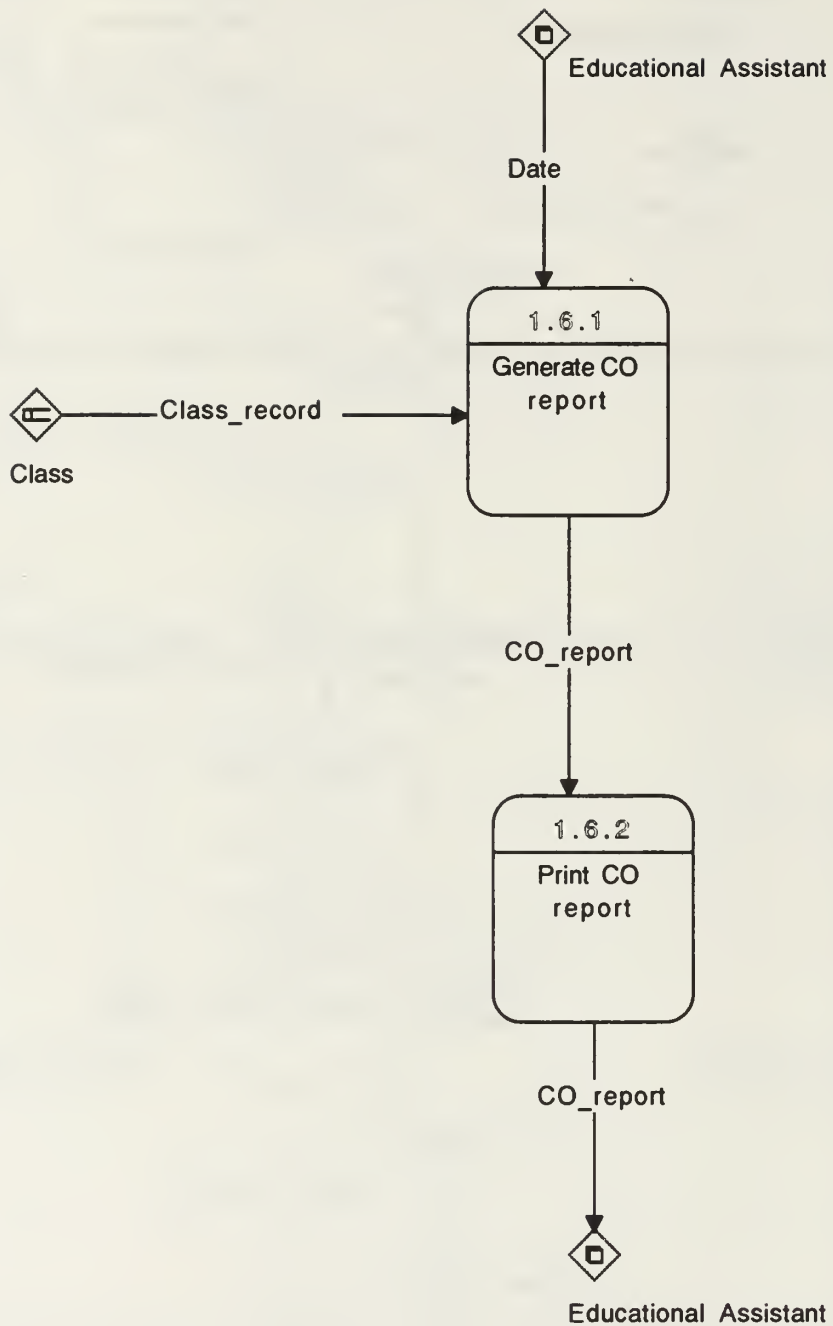 Educational Assistant
Date
1.6.1
Generate CO
report
Class_record
Class
CO_report
1.6.2
Print CO
report
CO_report
Educational Assistant